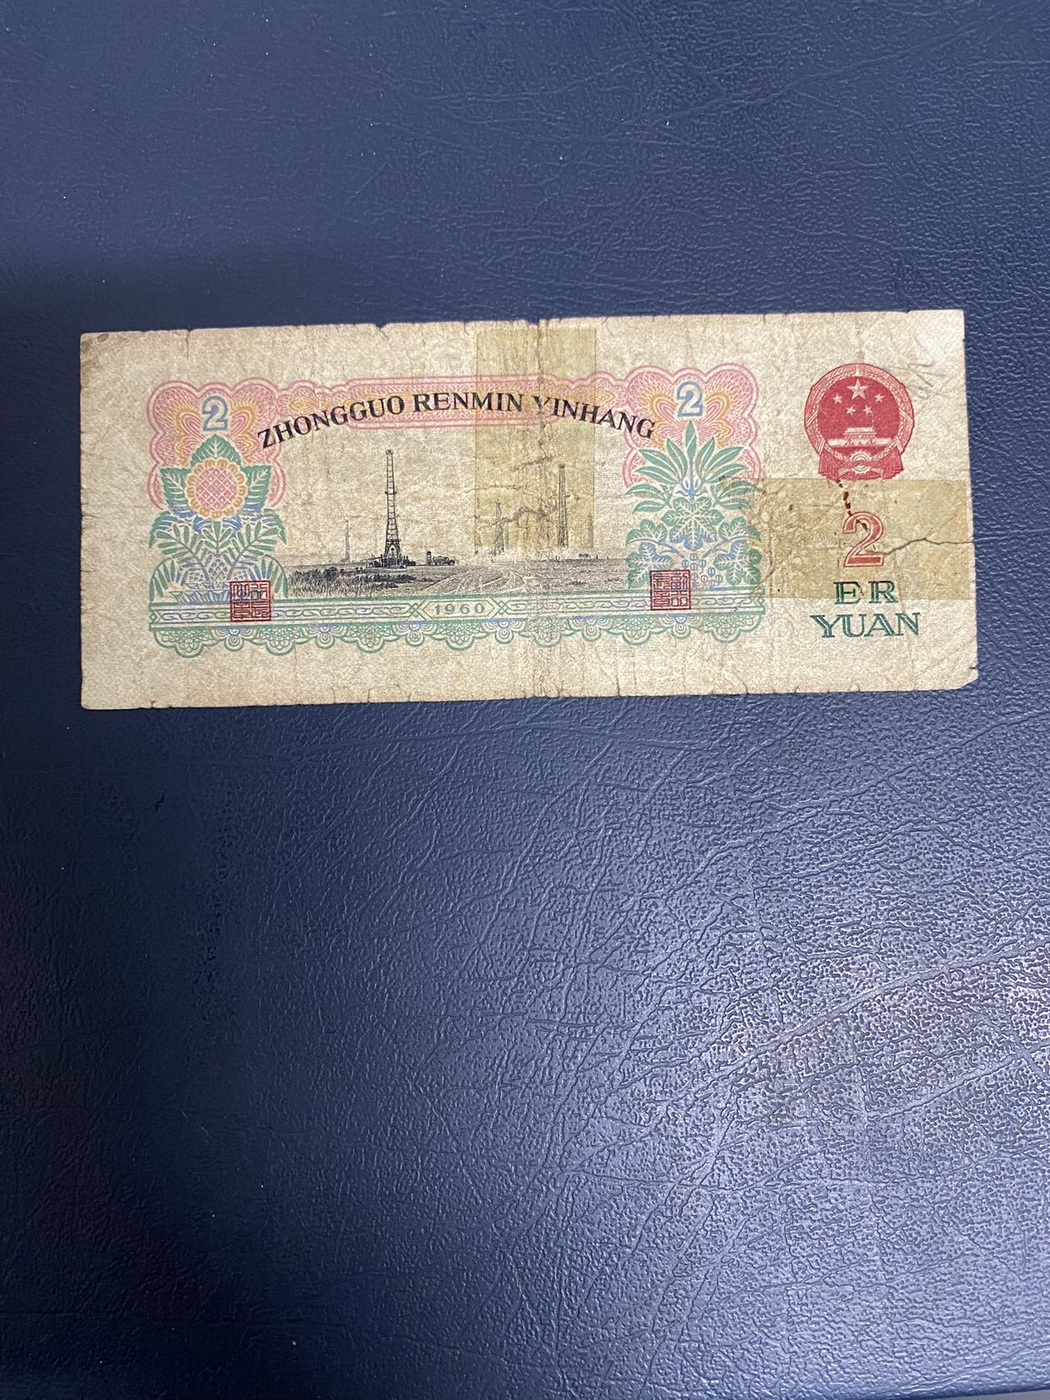 2
2
ZHONGGUO RENMIN YINHANG
1960
2
ER
YUAN